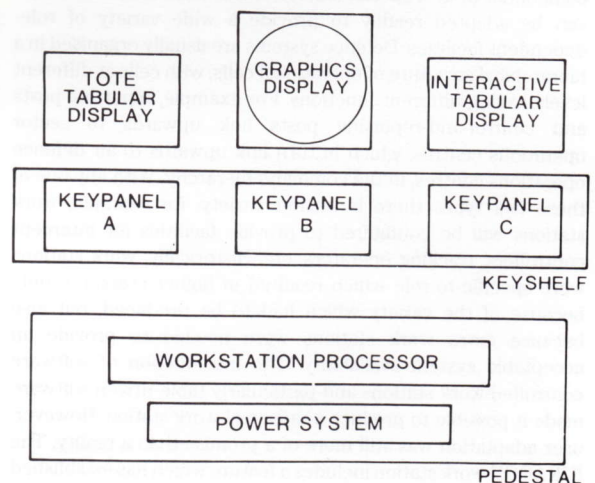 TOTE
TABULAR
DISPLAY
GRAPHICS
DISPLAY
INTERACTIVE
TABULAR
DISPLAY
KEYPANEL
A
KEYPANEL
B
KEYPANEL
C
KEYSHELF
WORKSTATION PROCESSOR
POWER SYSTEM
PEDESTAL